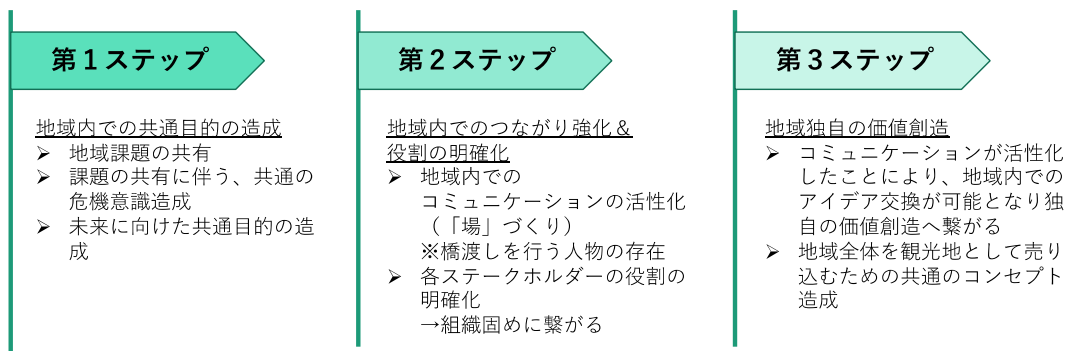 第１ステップ
地域内での共通目的の造成
➢ 地域課題の共有
➢ 課題の共有に伴う、共通の
危機意識造成
➢ 未来に向けた共通目的の造
成
第２ステップ
地域内でのつながり強化＆
役割の明確化
➢ 地域内での
コミュニケーションの活性化
（「場」づくり）
※橋渡しを行う人物の存在
➢ 各ステークホルダーの役割の
明確化
→組織固めに繋がる
第３ステップ
地域独自の価値創造
➢ コミュニケーションが活性化
したことにより、地域内での
アイデア交換が可能となり独
自の価値創造へ繋がる
➢ 地域全体を観光地として売り
込むための共通のコンセプト
造成